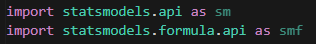 import statsmodels.api as sm
import statsmodels.formula.api as smf